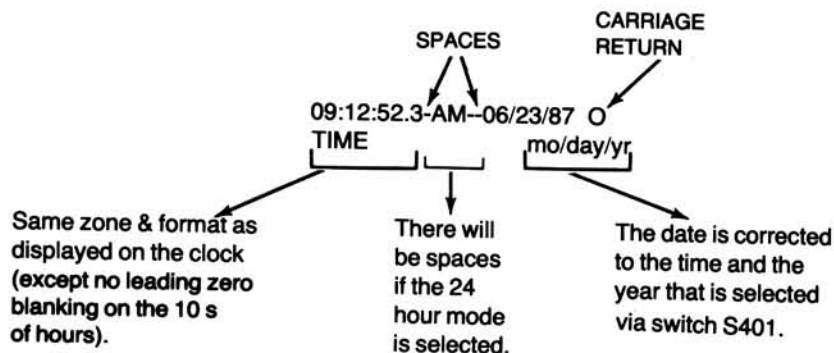 SPACES
CARRIAGE
RETURN
09:12:52.3-AM--06/23/87 O
TIME
mo/day/yr
Same zone & format as
displayed on the clock
(except no leading zero
blanking on the 10 s
of hours).
There will
be spaces
if the 24
hour mode
is selected.
The date is corrected
to the time and the
year that is selected
via switch S401.